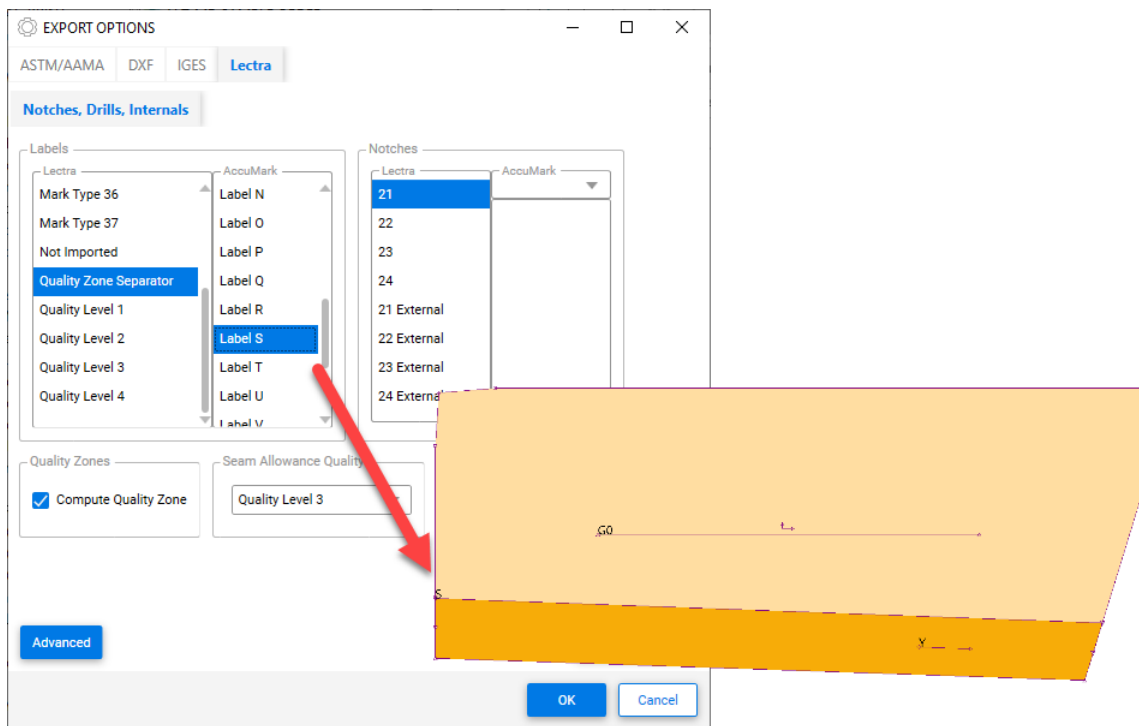 EXPORT OPTIONS
ASTM/AAMA DXF IGES Lectra
Notches, Drills, Internals
Labels
Lectra
Mark Type 36
Mark Type 37
Not Imported
Quality Zone Separator
Quality Level 1
Quality Level 2
Quality Level 3
Quality Level 4
AccuMark
Label N
Label O
Label P
Label Q
Label R
Label S
Label T
Label U
Label V
Notches
Lectra
21
22
23
24
21 External
22 External
23 External
24 Externa
AccuMark
Quality Zones
Compute Quality Zone
Seam Allowance Quality
Quality Level 3
G0
S
Y
Advanced
OK Cancel